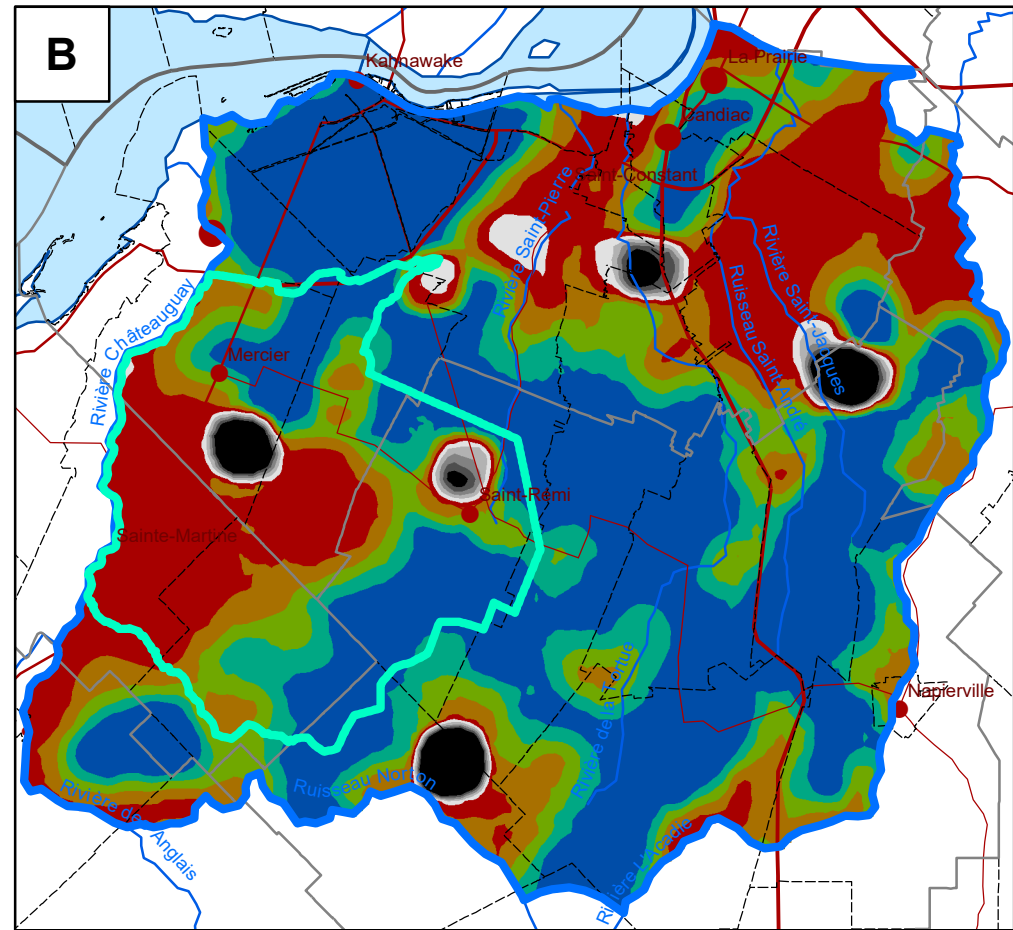 B
Kahnawake
La Prairie
Candiac
Saint-Constant
Rivière Saint-Pierre
Rivière Saint-Jacques
Ruisseau Saint-André
Rivière Châteauguay
Mercier
Saint-Rémi
Sainte-Martine
Rivière de la Tortue
Napierville
Ruisseau Norton
Rivière des Anglais
Rivière L'Acadie